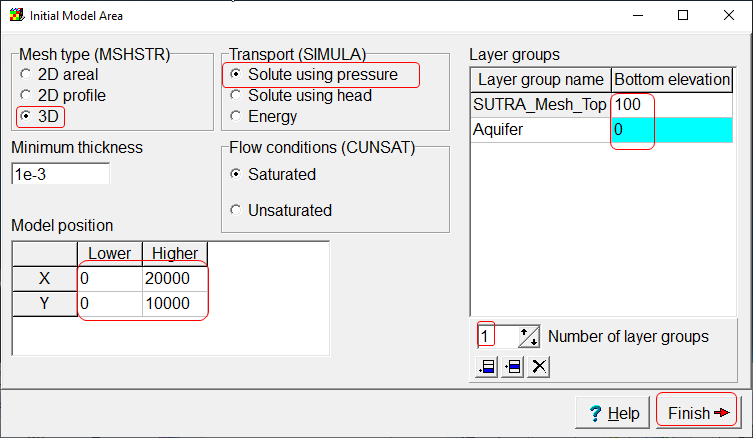 Initial Model Area
Mesh type (MSHSTR)
2D areal
2D profile
3D
Minimum thickness
1e-3
Transport (SIMULA)
Solute using pressure
Solute using head
Energy
Flow conditions (CUNSAT)
Saturated
Unsaturated
Model position
Lower Higher
X 0 20000
Y 0 10000
Layer groups
Layer group name Bottom elevation
SUTRA_Mesh_Top 100
Aquifer 0
1 Number of layer groups
? Help Finish